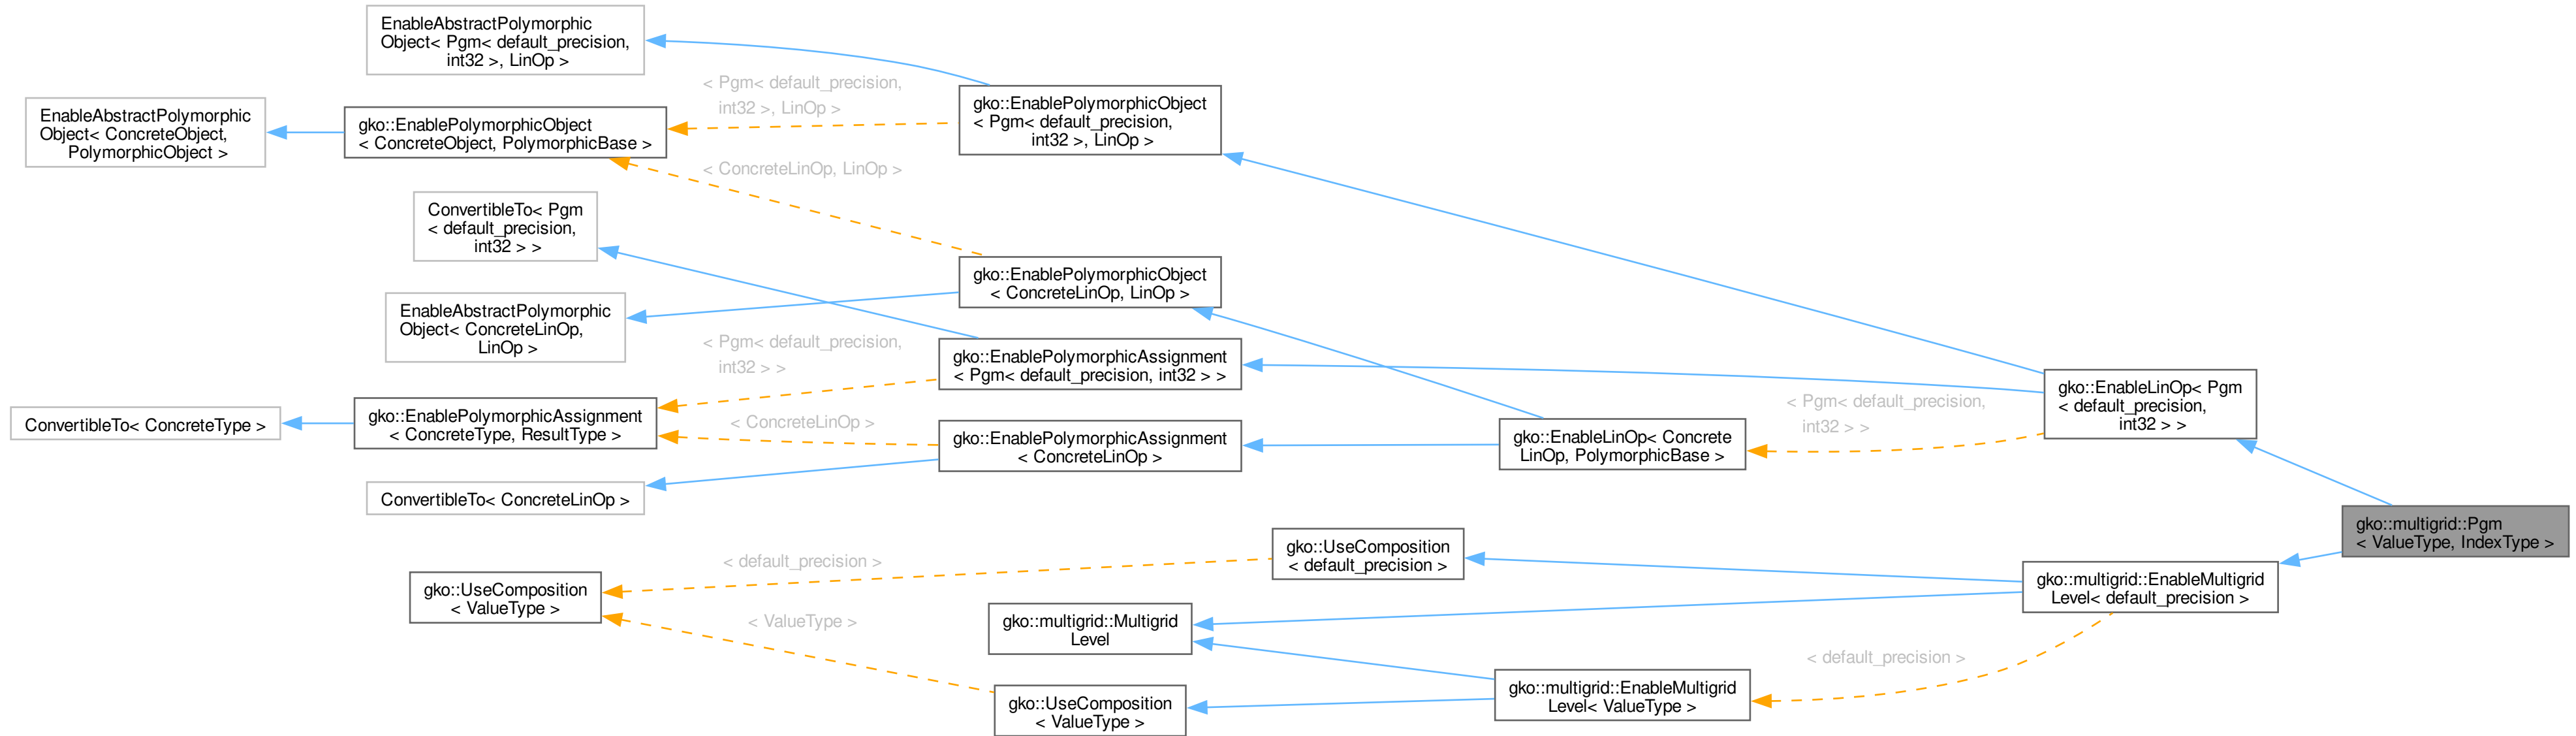 EnableAbstractPolymorphic
Object< Pgm< default_precision,
int32 >, LinOp >
< Pgm< default_precision,
int32 >, LinOp >
gko::EnablePolymorphicObject
< Pgm< default_precision,
int32 >, LinOp >
EnableAbstractPolymorphic
Object< ConcreteObject,
PolymorphicObject >
gko::EnablePolymorphicObject
< ConcreteObject, PolymorphicBase >
< ConcreteLinOp, LinOp >
ConvertibleTo< Pgm
< default_precision,
int32 > >
gko::EnablePolymorphicObject
< ConcreteLinOp, LinOp >
EnableAbstractPolymorphic
Object< ConcreteLinOp,
LinOp >
< Pgm< default_precision,
int32 > >
gko::EnablePolymorphicAssignment
< Pgm< default_precision, int32 > >
gko::EnableLinOp< Pgm
< default_precision,
int32 > >
< Pgm< default_precision,
int32 > >
ConvertibleTo< ConcreteType >
gko::EnablePolymorphicAssignment
< ConcreteType, ResultType >
< ConcreteLinOp >
gko::EnablePolymorphicAssignment
< ConcreteLinOp >
gko::EnableLinOp< Concrete
LinOp, PolymorphicBase >
ConvertibleTo< ConcreteLinOp >
gko::multigrid::Pgm
< ValueType, IndexType >
< default_precision >
gko::UseComposition
< default_precision >
gko::UseComposition
< ValueType >
gko::multigrid::EnableMultigrid
Level< default_precision >
< ValueType >
gko::multigrid::Multigrid
Level
< default_precision >
gko::UseComposition
< ValueType >
gko::multigrid::EnableMultigrid
Level< ValueType >